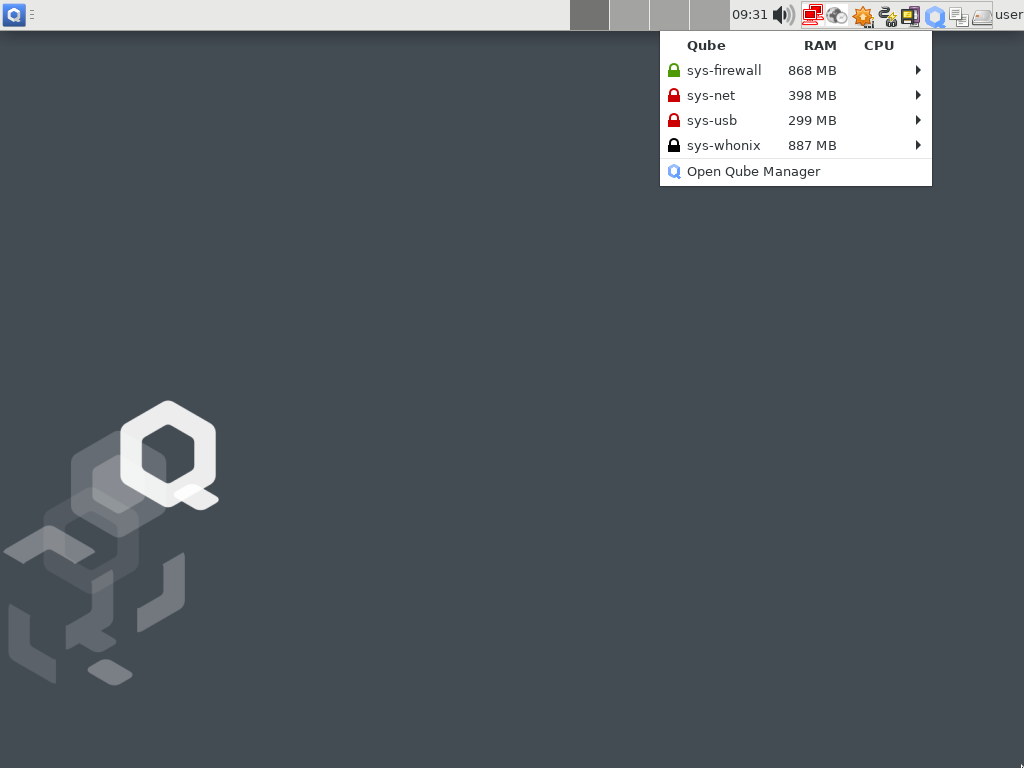 09:31 user
Qube RAM CPU
sys-firewall 868 MB
sys-net 398 MB
sys-usb 299 MB
sys-whonix 887 MB
Open Qube Manager